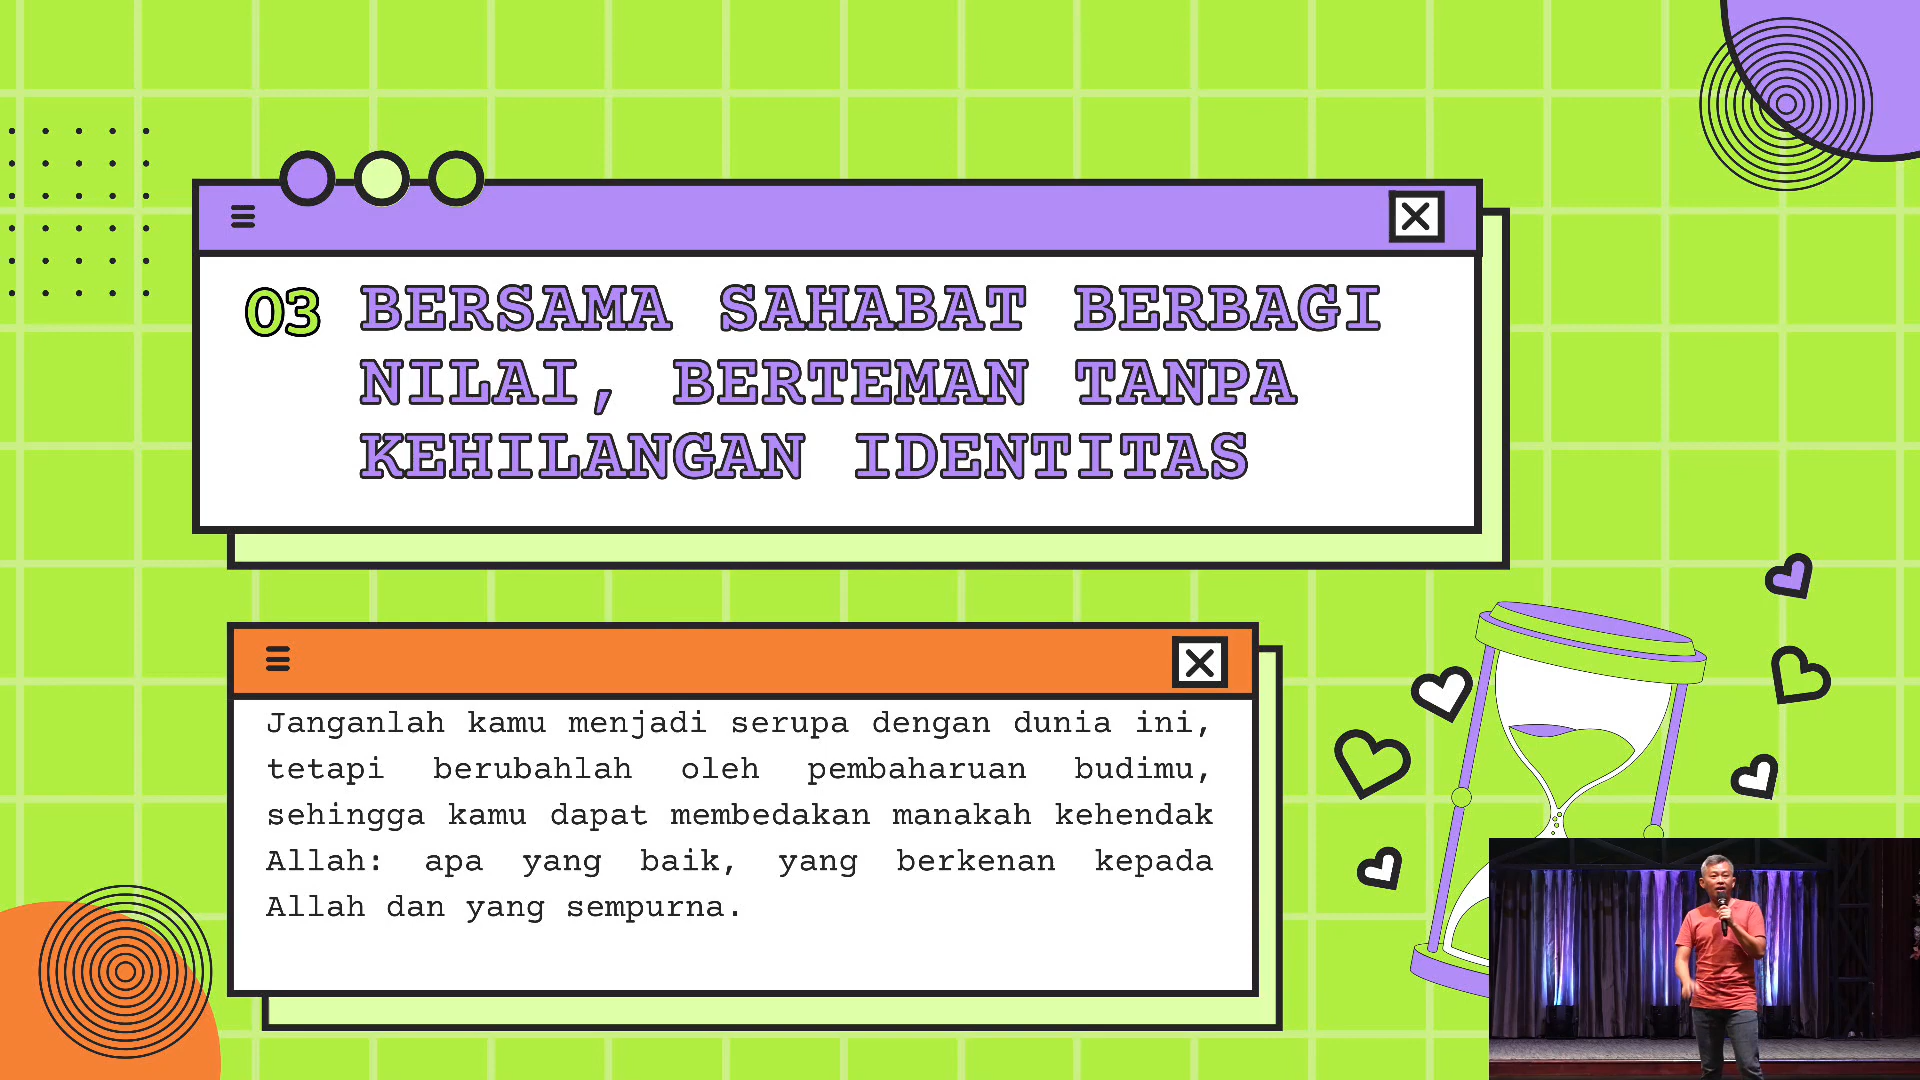 03 BERSAMA SAHABAT BERBAGI
NILAI, BERTEMAN TANPA
KEHILANGAN IDENTITAS
Janganlah kamu menjadi serupa dengan dunia ini,
tetapi berubahlah oleh pembaharuan budimu,
sehingga kamu dapat membedakan manakah kehendak
Allah: apa yang baik, yang berkenan kepada
Allah dan yang sempurna.